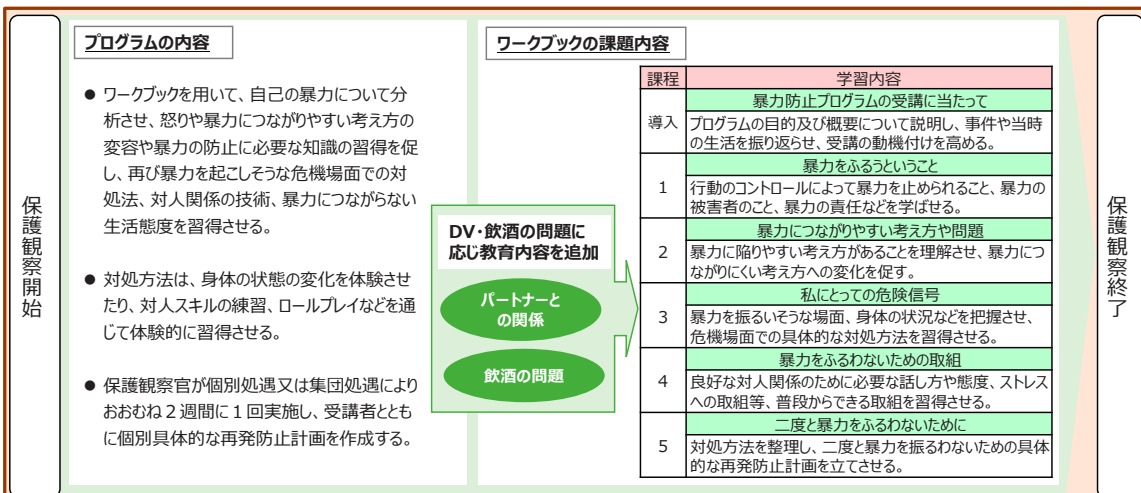 保護観察開始
プログラムの内容
● ワークブックを用いて、自己の暴力について分
析させ、怒りや暴力につながりやすい考え方の
変容や暴力の防止に必要な知識の習得を促
し、再び暴力を起こしそうな危機場面での対
処法、対人関係の技術、暴力につながらない
生活態度を習得させる。
● 対処方法は、身体の状態の変化を体験させ
たり、対人スキルの練習、ロールプレイなどを通
じて体験的に習得させる。
● 保護観察官が個別処遇又は集団処遇により
おおむね２週間に１回実施し、受講者ととも
に個別具体的な再発防止計画を作成する。
DV・飲酒の問題に
応じ教育内容を追加
パートナーと
の関係
飲酒の問題
ワークブックの課題内容
課程 学習内容
導入
暴力防止プログラムの受講に当たって
プログラムの目的及び概要について説明し、事件や当時
の生活を振り返らせ、受講の動機付けを高める。
1
暴力をふるうということ
行動のコントロールによって暴力を止められること、暴力の
被害者のこと、暴力の責任などを学ばせる。
2
暴力につながりやすい考え方や問題
暴力に陥りやすい考え方があることを理解させ、暴力につ
ながりにくい考え方への変化を促す。
3
私にとっての危険信号
暴力を振るいそうな場面、身体の状況などを把握させ、
危機場面での具体的な対処方法を習得させる。
4
暴力をふるわないための取組
良好な対人関係のために必要な話し方や態度、ストレス
への取組等、普段からできる取組を習得させる。
5
二度と暴力をふるわないために
対処方法を整理し、二度と暴力を振るわないための具体
的な再発防止計画を立てさせる。
保護観察終了